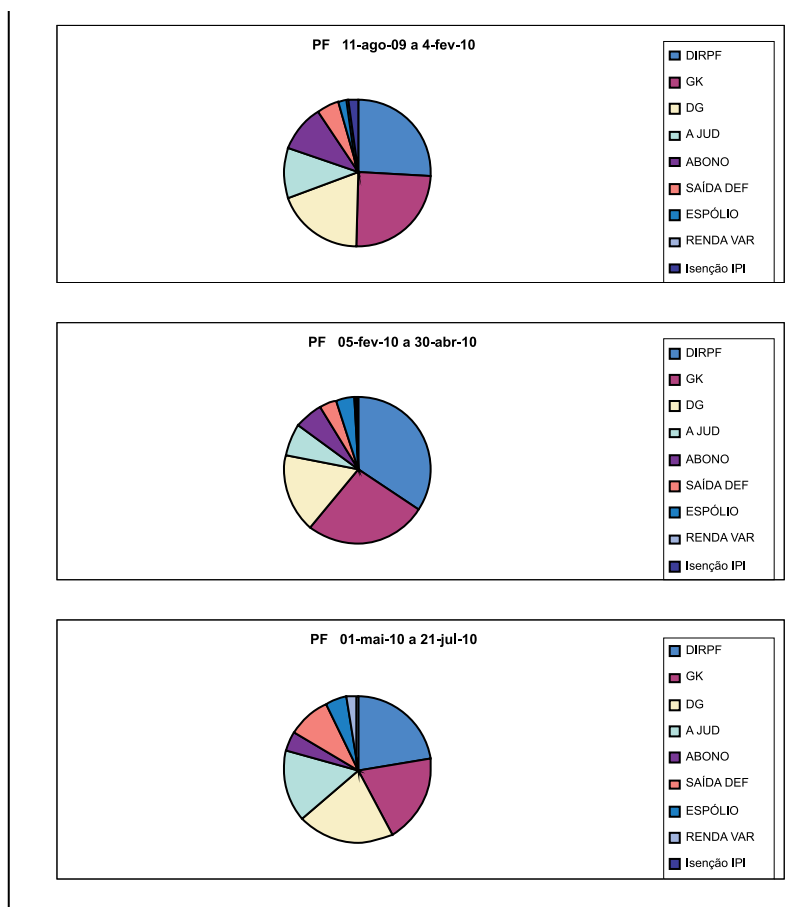 PF 11-ago-09 a 4-fev-10
DIRPF
GK
DG
A JUD
ABONO
SAÍDA DEF
ESPÓLIO
RENDA VAR
Isenção IPI
PF 05-fev-10 a 30-abr-10
DIRPF
GK
DG
A JUD
ABONO
SAÍDA DEF
ESPÓLIO
RENDA VAR
Isenção IPI
PF 01-mai-10 a 21-jul-10
DIRPF
GK
DG
A JUD
ABONO
SAÍDA DEF
ESPÓLIO
RENDA VAR
Isenção IPI